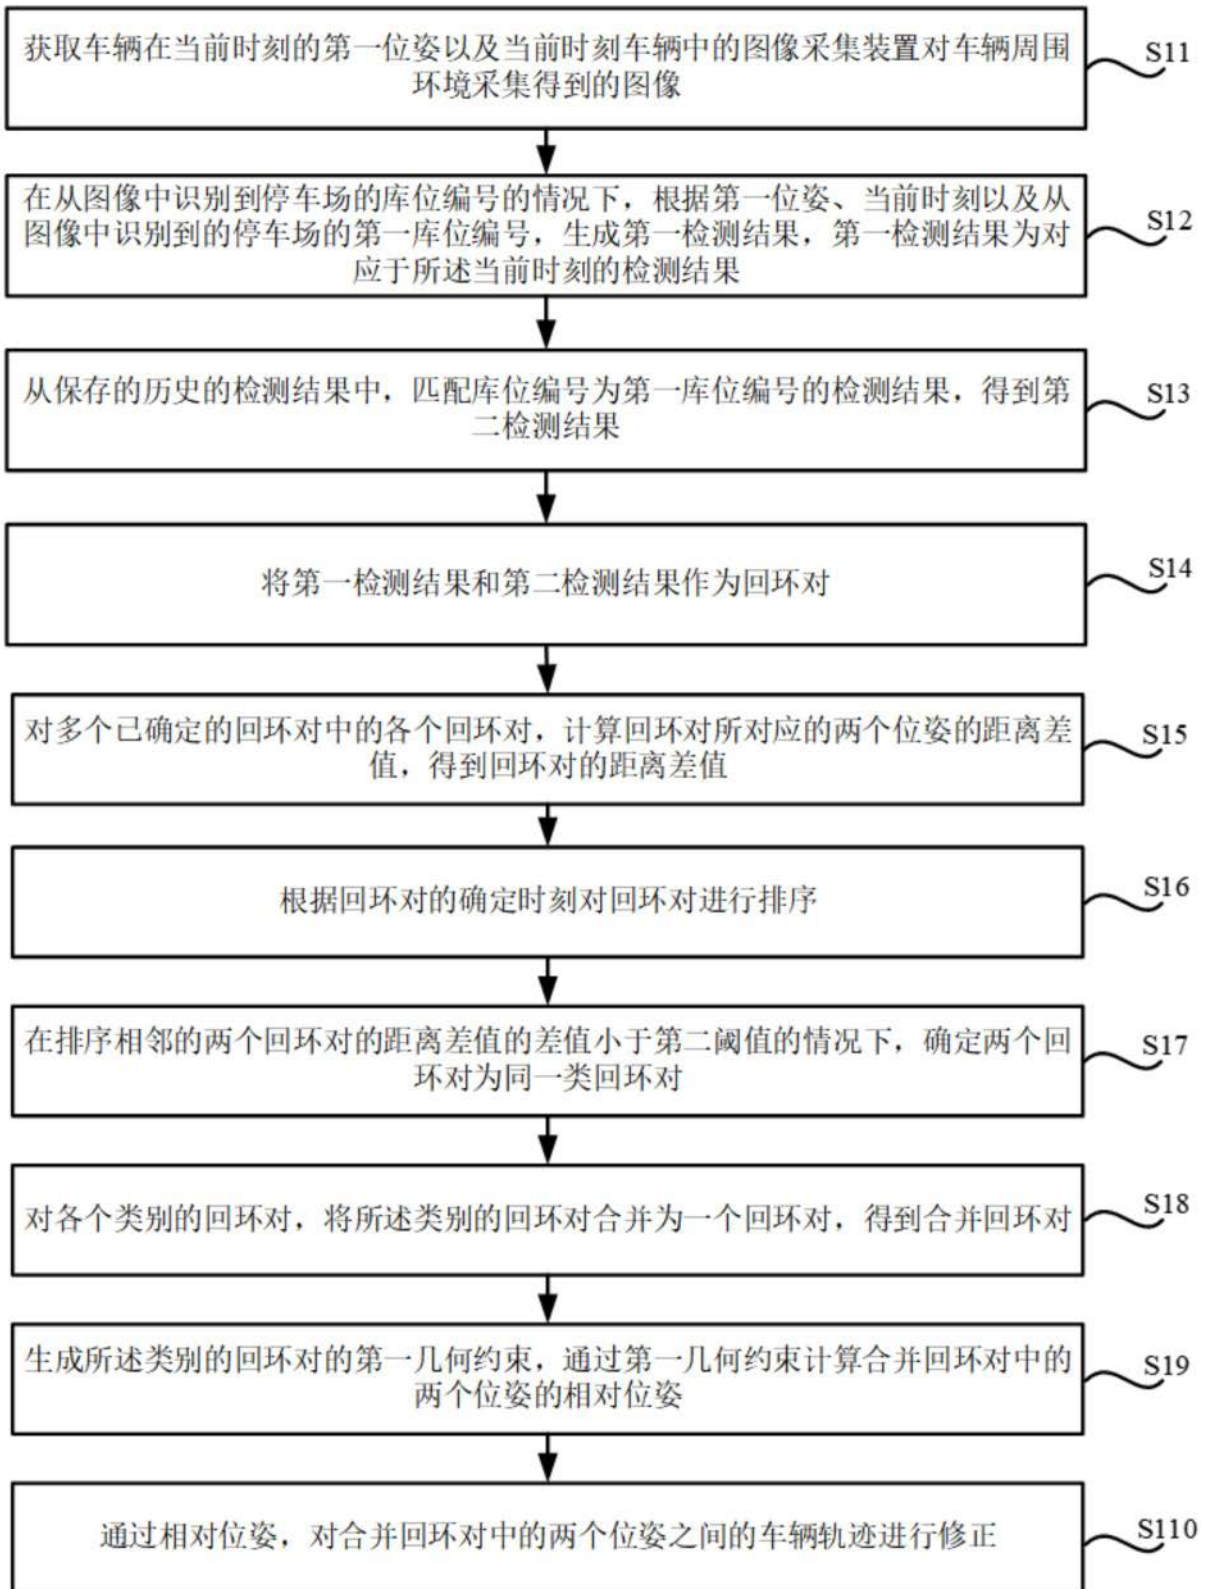 获取车辆在当前时刻的第一位姿以及当前时刻车辆中的图像采集装置对车辆周围
环境采集得到的图像
S11
在从图像中识别到停车场的库位编号的情况下，根据第一位姿、当前时刻以及从
图像中识别到的停车场的第一库位编号，生成第一检测结果，第一检测结果为对
应于所述当前时刻的检测结果
S12
从保存的历史的检测结果中，匹配库位编号为第一库位编号的检测结果，得到第
二检测结果
S13
将第一检测结果和第二检测结果作为回环对
S14
对多个已确定的回环对中的各个回环对，计算回环对所对应的两个位姿的距离差
值，得到回环对的距离差值
S15
根据回环对的确定时刻对回环对进行排序
S16
在排序相邻的两个回环对的距离差值的差值小于第二阈值的情况下，确定两个回
环对为同一类回环对
S17
对各个类别的回环对，将所述类别的回环对合并为一个回环对，得到合并回环对
S18
生成所述类别的回环对的第一几何约束，通过第一几何约束计算合并回环对中的
两个位姿的相对位姿
S19
通过相对位姿，对合并回环对中的两个位姿之间的车辆轨迹进行修正
S110